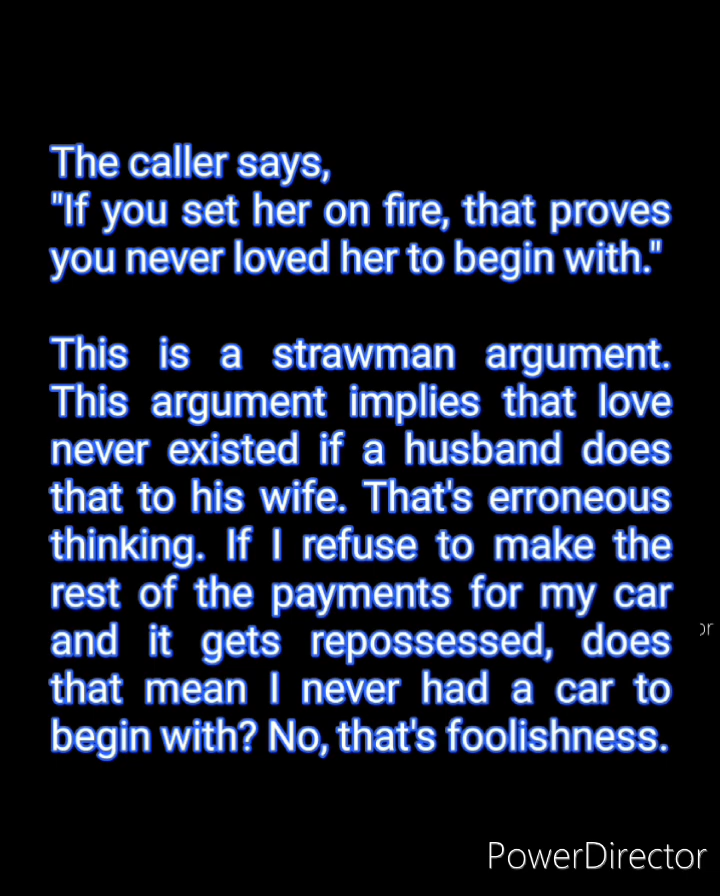 The caller says,
"If you set her on fire, that proves
you never loved her to begin with."
This is a strawman argument.
This argument implies that love
never existed if a husband does
that to his wife. That's erroneous
thinking. If I refuse to make the
rest of the payments for my car
and it gets repossessed, does
that mean I never had a car to
begin with? No, that's foolishness.
PowerDirector